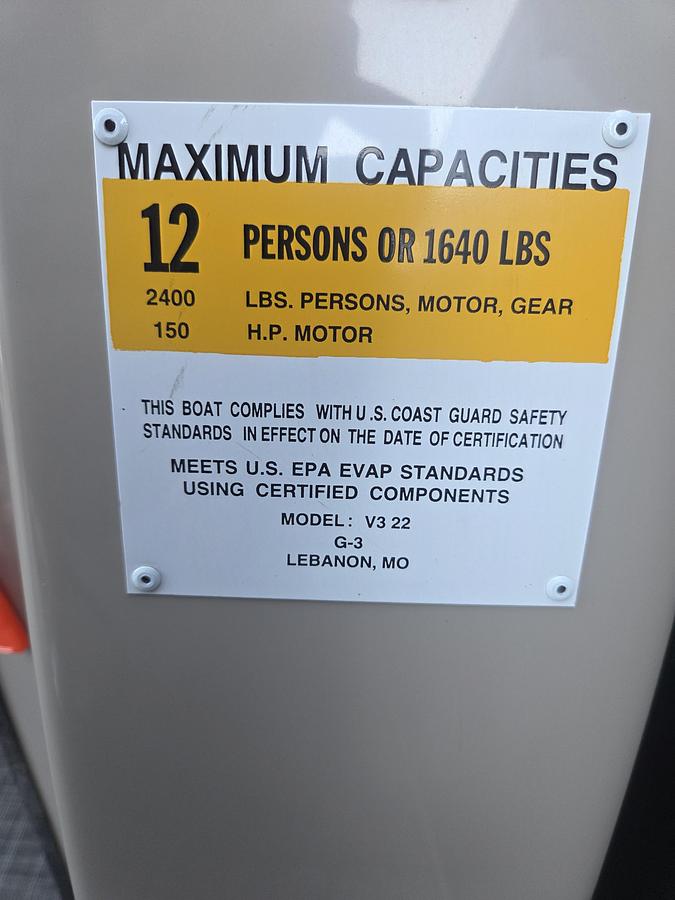 MAXIMUM CAPACITIES
12 PERSONS OR 1640 LBS
2400 LBS. PERSONS, MOTOR, GEAR
150 H.P. MOTOR
THIS BOAT COMPLIES WITH U.S. COAST GUARD SAFETY
STANDARDS IN EFFECT ON THE DATE OF CERTIFICATION
MEETS U.S. EPA EVAP STANDARDS
USING CERTIFIED COMPONENTS
MODEL: V3 22
G-3
LEBANON, MO